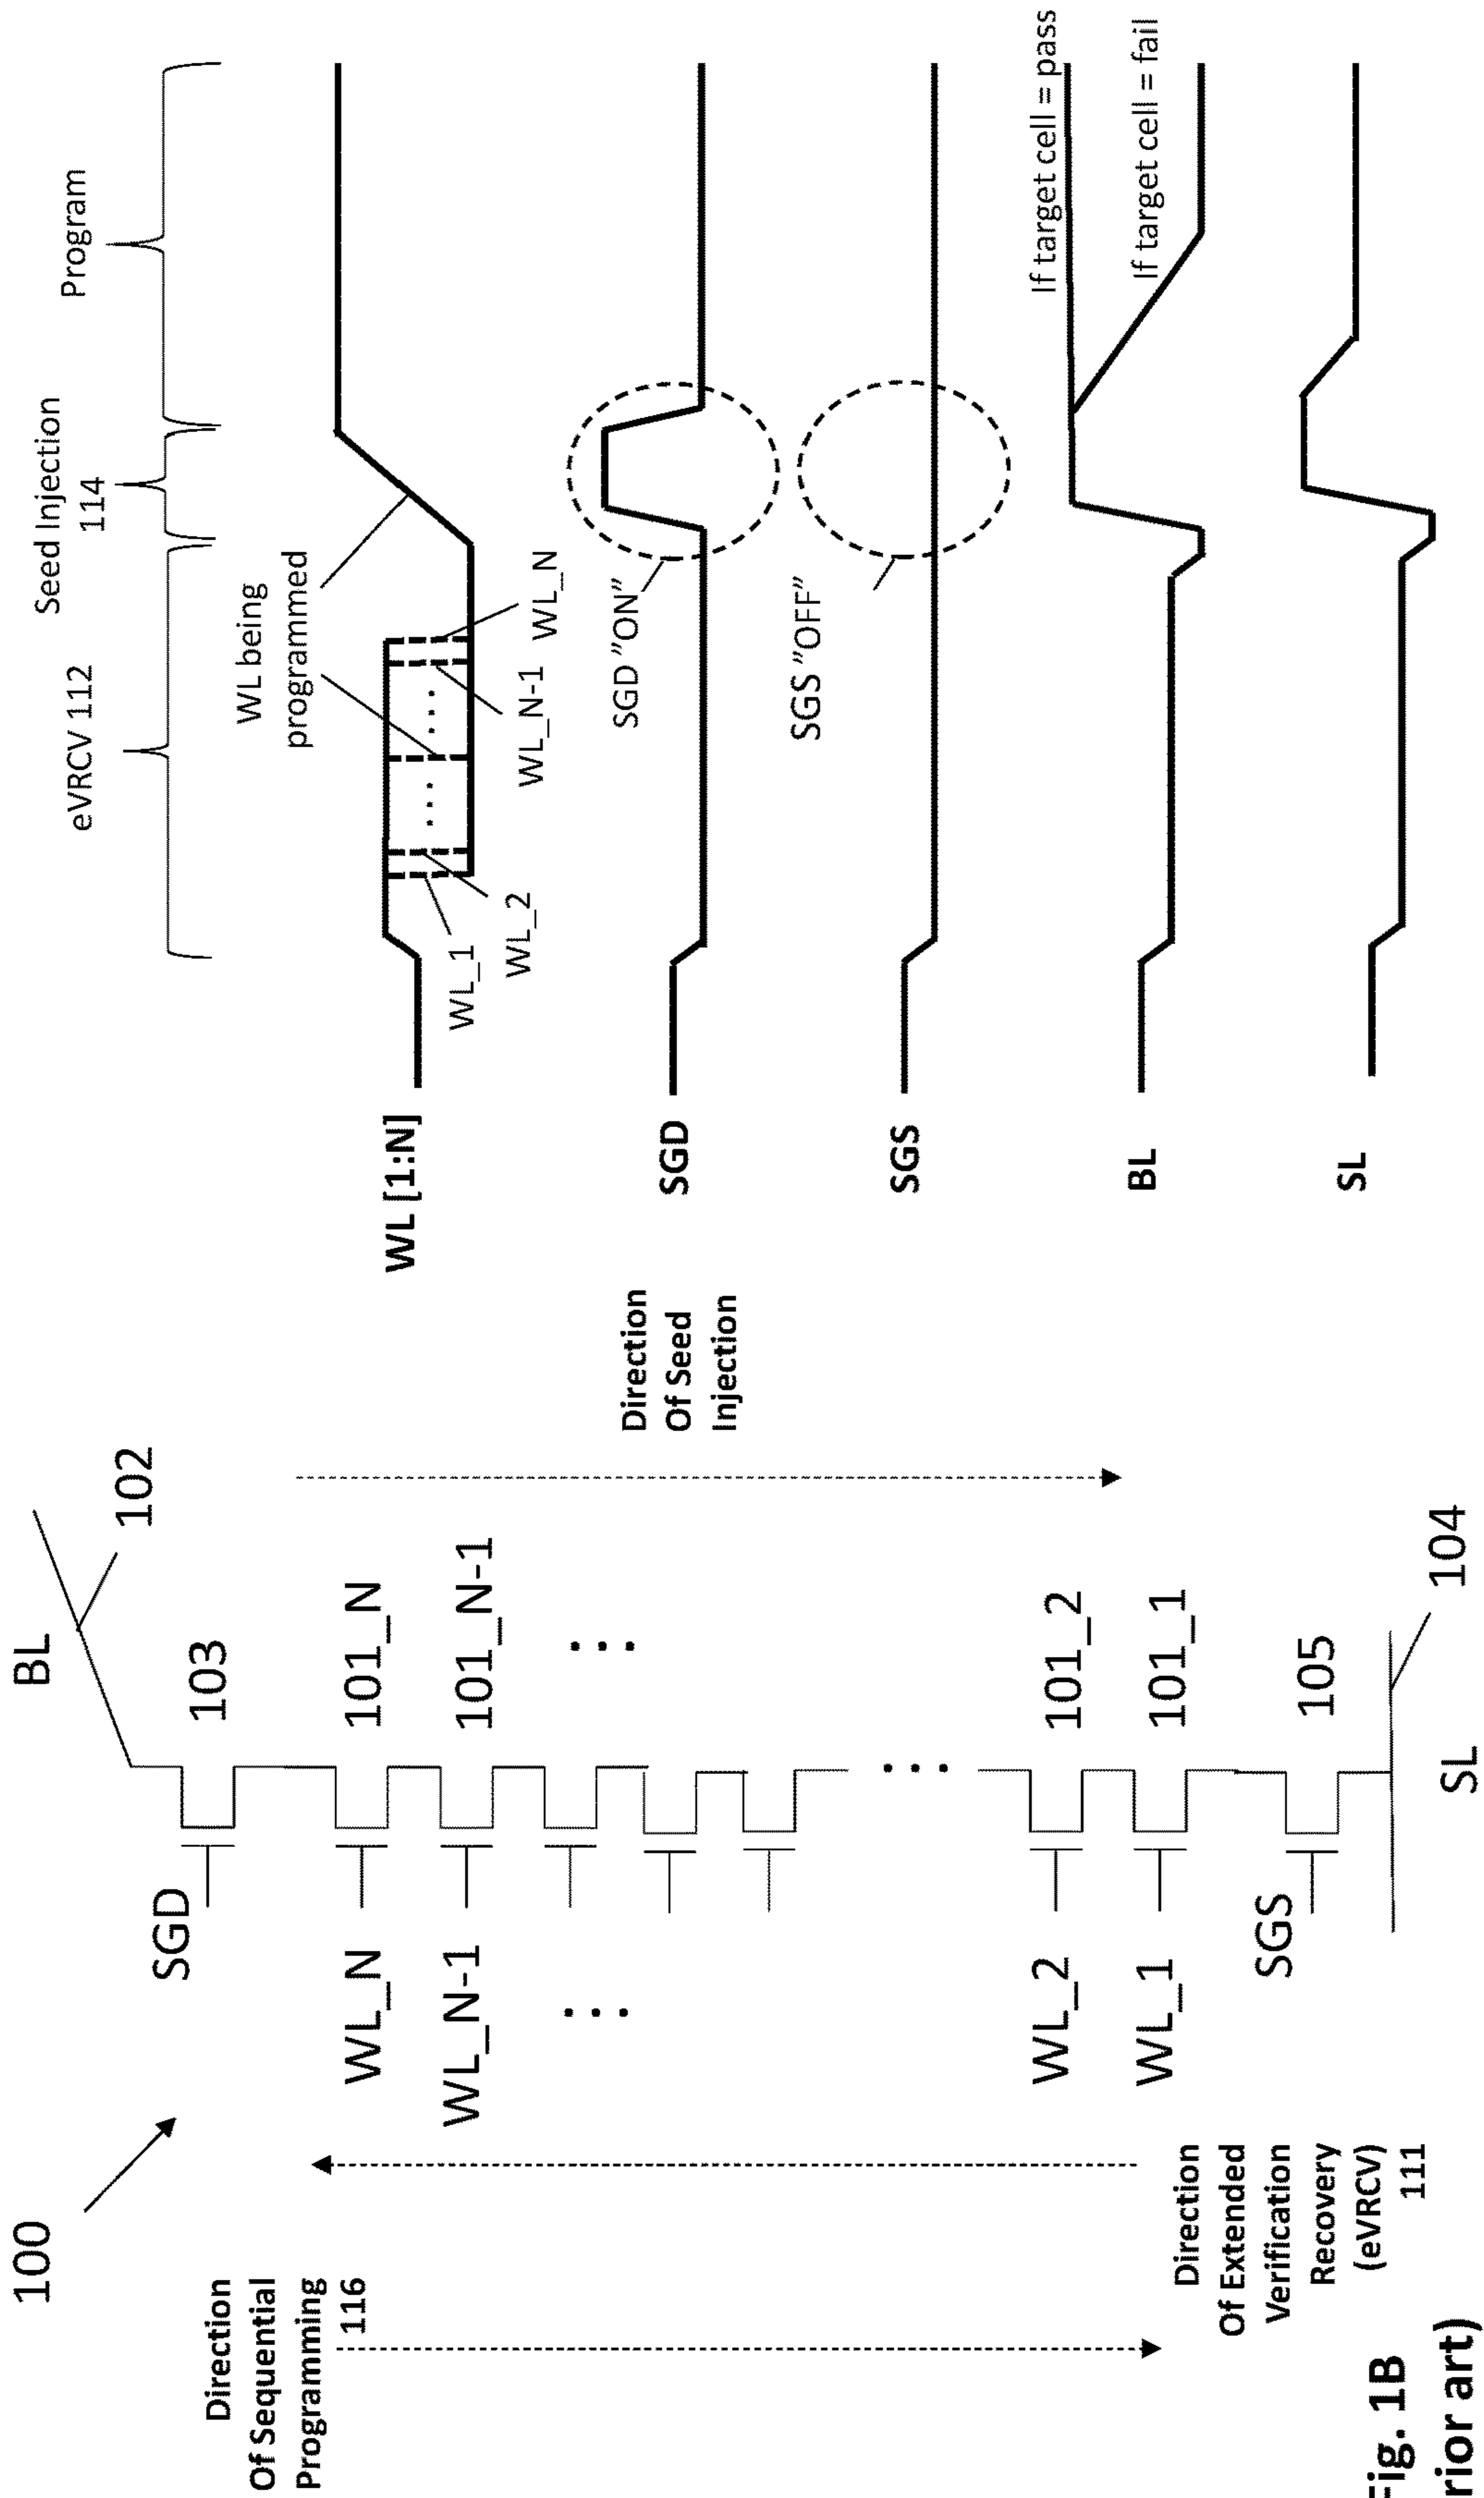 100
BL
102
SGD
103
WL_N
101_N
WL_N-1
101_N-1
WL_2
101_2
WL_1
101_1
SGS
105
SL
104
Direction
Of Sequential
Programming
116
Direction
Of Extended
Verification
Recovery
(eVRCV)
111
Direction
Of Seed
Injection
eVRCV 112
Seed Injection
114
Program
WL [1:N]
WL being
programmed
WL_1
WL_2
WL_N-1
WL_N
SGD
SGD "ON"
SGS
SGS "OFF"
BL
If target cell = pass
If target cell = fail
SL
Fig. 1B
rior art)